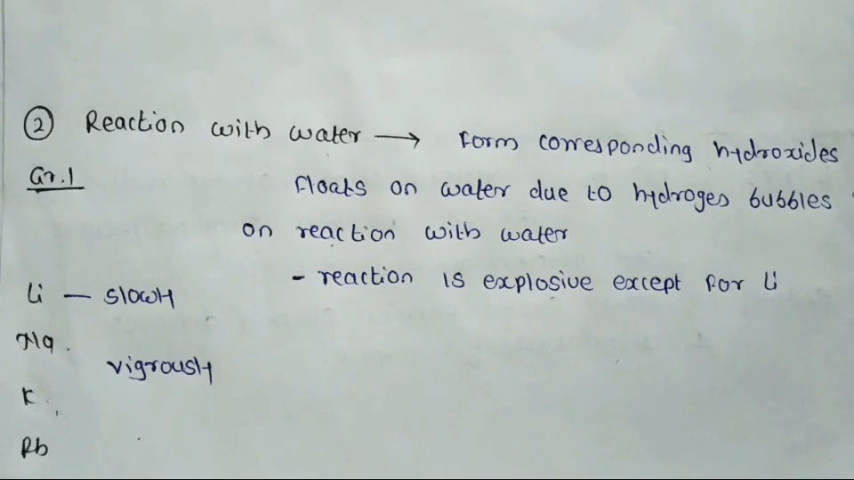 ② Reaction with water → form corresponding hydroxides
Gr.1 floats on water due to hydroges bubbles
on reaction with water
- reaction is explosive except for Li
Li — slowly
Na.
vigrously
K.
Rb